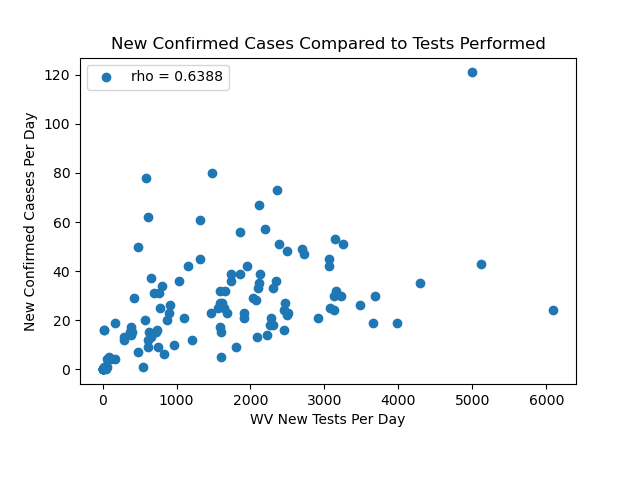 New Confirmed Cases Compared to Tests Performed
rho = 0.6388
120
100
80
60
40
20
0
New Confirmed Caeses Per Day
0 1000 2000 3000 4000 5000 6000
WV New Tests Per Day